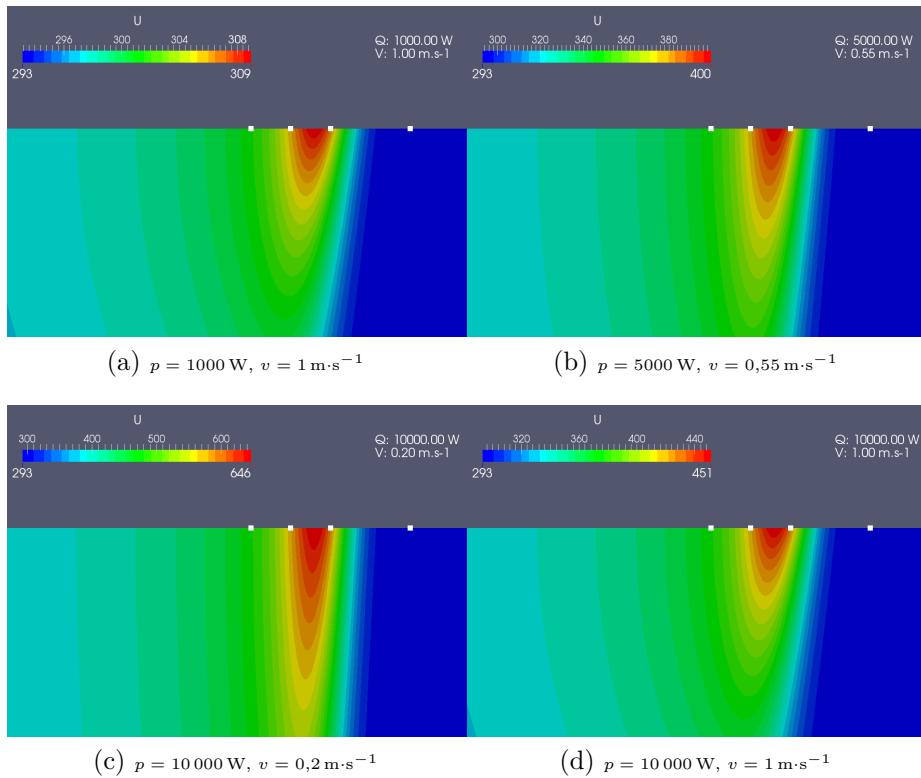 U
296 300 304 308
293 309
Q: 1000.00 W
V: 1.00 m.s-1
U
300 320 340 360 380
293 400
Q: 5000.00 W
V: 0.55 m.s-1
(a) p = 1000 W, v = 1 m·s⁻¹
(b) p = 5000 W, v = 0,55 m·s⁻¹
U
300 400 500 600
293 646
Q: 10000.00 W
V: 0.20 m.s-1
U
320 360 400 440
293 451
Q: 10000.00 W
V: 1.00 m.s-1
(c) p = 10 000 W, v = 0,2 m·s⁻¹
(d) p = 10 000 W, v = 1 m·s⁻¹